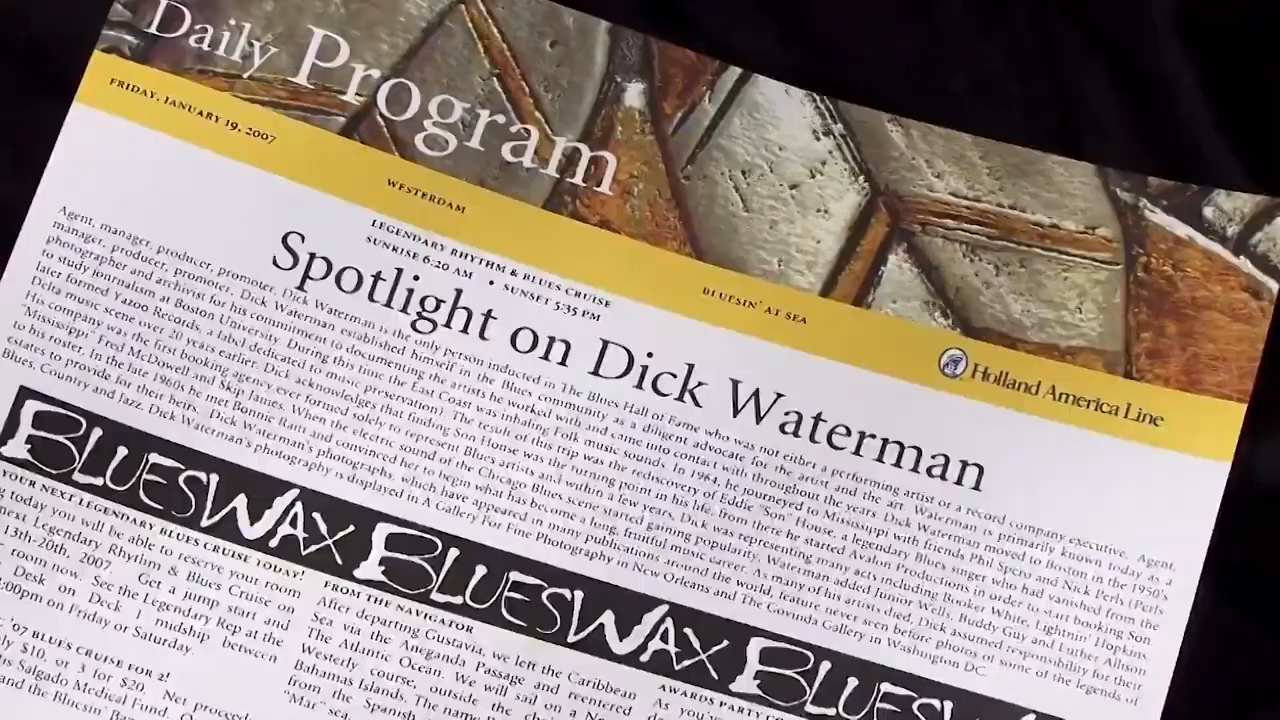 Daily Program
FRIDAY, JANUARY 19, 2007
WESTERDAM
LEGENDARY RHYTHM & BLUES CRUISE
SUNRISE 6:20 AM • SUNSET 5:35 PM
BLUESIN' AT SEA
Holland America Line
Spotlight on Dick Waterman
Agent, manager, producer, promoter. Dick Waterman is the only person inducted in The Blues Hall of Fame who was not either a performing artist or a record company executive. Agent,
manager, producer, promoter, Dick Waterman established himself in the Blues community as a diligent advocate for the artist and the art. Waterman is primarily known today as a
photographer and archivist for his commitment to documenting the artists he worked with and came into contact with throughout the years. Dick Waterman moved to Boston in the 1950's
to study journalism at Boston University. During this time the East Coast was inhaling Folk music sounds. In 1964, he journeyed to Mississippi with friends Phil Spero and Nick Perls (Perls
later formed Yazoo Records, a label dedicated to music preservation). The result of this trip was the rediscovery of Eddie "Son" House, a legendary Blues singer who had vanished from the
Delta music scene over 20 years earlier. Dick acknowledges that Son House was the turning point in his life. From there he started Avalon Productions in order to start booking Son.
His company was the first booking agency ever formed solely to represent Blues artists and within a few years, Dick was representing many acts including Booker White, Lightnin' Hopkins,
'Mississippi' Fred McDowell and Skip James. When the electric sound of the Chicago Blues scene started gaining popularity, Waterman added Junior Wells, Buddy Guy and Luther Allison
to his roster. In the late 1960s he met Bonnie Raitt and convinced her to begin what has become a long, fruitful music career. As many of his artists died, Dick assumed responsibility for their
estates to provide for their heirs. Dick Waterman's photographs, which have appeared in many publications around the world, feature never seen before photos of some of the legends of
Blues, Country and Jazz. Dick Waterman's photography is displayed in A Gallery For Fine Photography in New Orleans and The Govinda Gallery in Washington DC.
BLUESWAX BLUESWAX BLUESW
YOUR NEXT LEGENDARY BLUES CRUISE TODAY!
today you will be able to reserve your room
Legendary Rhythm & Blues Cruise on
13th-20th, 2007. Get a jump start and
room now. See the Legendary Rep at the
Desk on Deck 1 midship between
:00pm on Friday or Saturday.
'07 BLUES CRUISE FOR 2!
$10, or 3 for $20. Net proceeds
Salgado Medical Fund.
and the Bluesin'
FROM THE NAVIGATOR
After departing Gustavia, we left the Caribbean
Sea via the Aneganda Passage and reentered
The Atlantic Ocean. We will sail on a
Westerly course, outside the
Bahamas Islands. The name
from the Spanish
"Mar" sea.
AWARDS PARTY
As you've